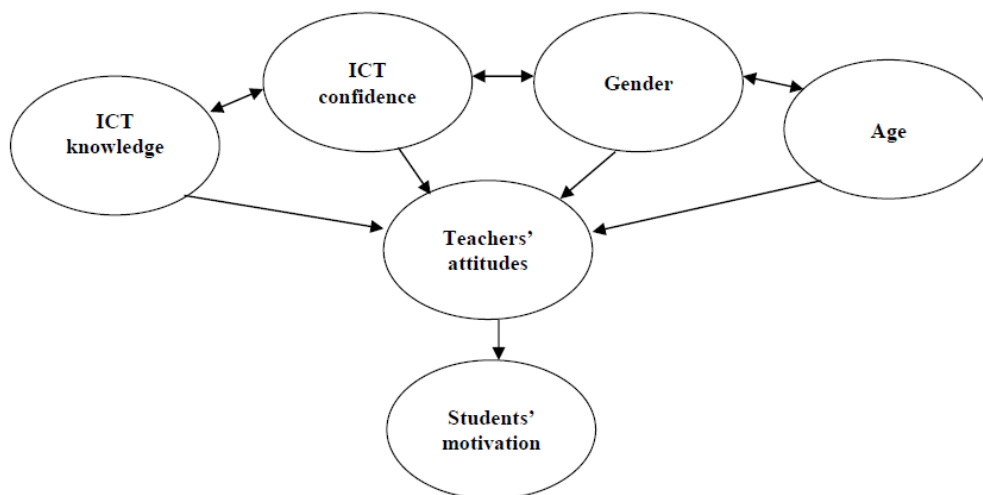 ICT
knowledge
ICT
confidence
Gender
Age
Teachers’
attitudes
Students’
motivation